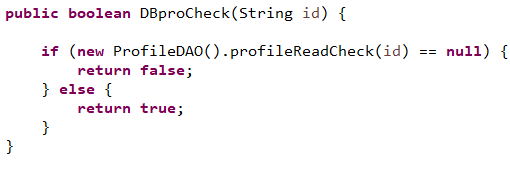 public boolean DBproCheck(String id) {
if (new ProfileDAO().profileReadCheck(id) == null) {
return false;
} else {
return true;
}
}